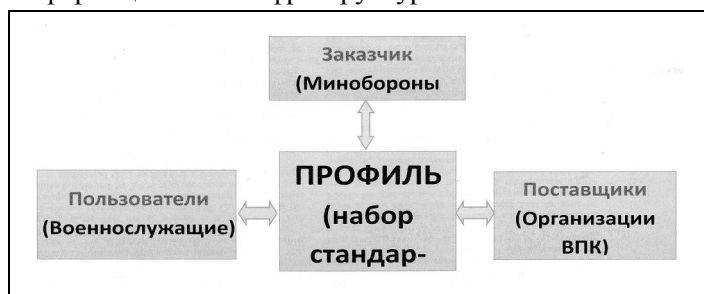 Заказчик
(Минобороны
Пользователи
(Военнослужащие)
ПРОФИЛЬ
(набор
стандар-
Поставщики
(Организации
ВПК)